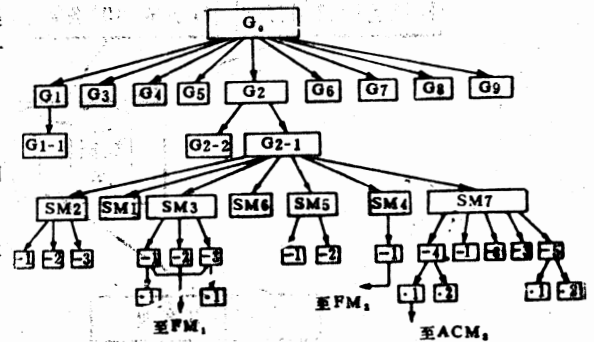 G₀
G1 G3 G4 G5 G2 G6 G7 G8 G9
G1-1 G2-2 G2-1
SM2 SM1 SM3 SM6 SM5 SM4 SM7
-1 -2 -3 -1 -2 -3 -1 -2 -1 -4 -1 -3 -5
-1 -1 -1 -2 -1 -2
至FM₁ 至FM₂ 至ACM₃